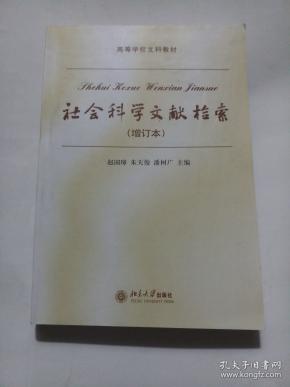 高等学校文科教材
Shehui Kexue Wenxian Jiansuo
社会科学文献检索
(增订本)
赵国璋 朱天俊 潘树广 主编
北京大学出版社
孔夫子旧书网